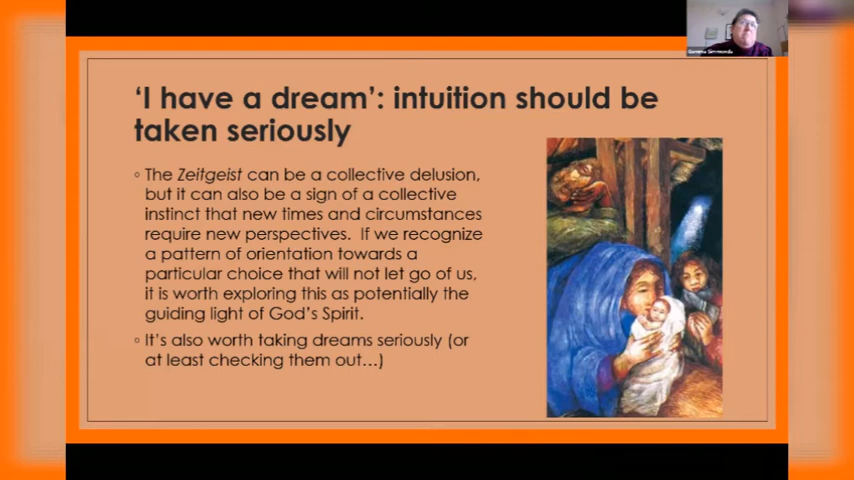 Gemma Simmonds
'I have a dream': intuition should be
taken seriously
◦ The Zeitgeist can be a collective delusion,
but it can also be a sign of a collective
instinct that new times and circumstances
require new perspectives. If we recognize
a pattern of orientation towards a
particular choice that will not let go of us,
it is worth exploring this as potentially the
guiding light of God's Spirit.
◦ It's also worth taking dreams seriously (or
at least checking them out…)